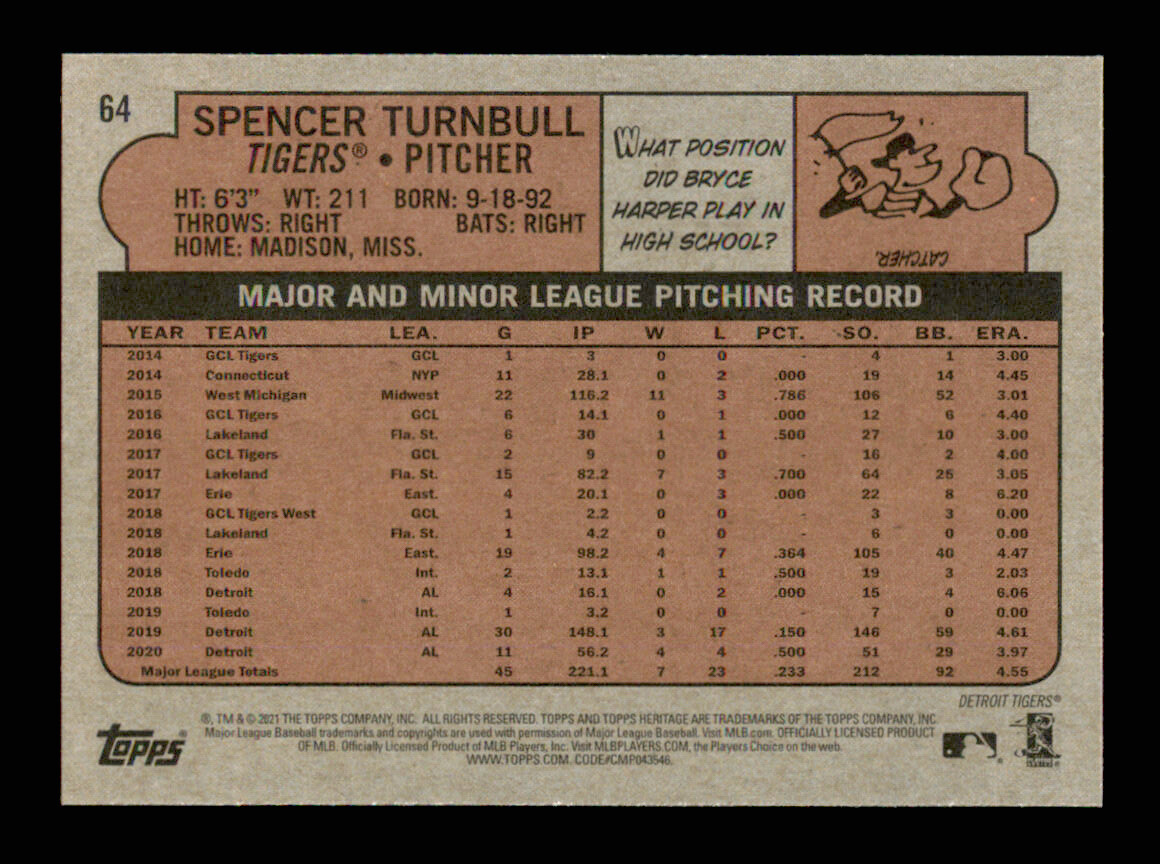 64
SPENCER TURNBULL
TIGERS® • PITCHER
HT: 6'3" WT: 211 BORN: 9-18-92
THROWS: RIGHT BATS: RIGHT
HOME: MADISON, MISS.
WHAT POSITION
DID BRYCE
HARPER PLAY IN
HIGH SCHOOL?
CATCHER.
MAJOR AND MINOR LEAGUE PITCHING RECORD
YEAR TEAM LEA. G IP W L PCT. SO. BB. ERA.
2014 GCL Tigers GCL 1 3 0 0 - 4 1 3.00
2014 Connecticut NYP 11 28.1 0 2 .000 19 14 4.45
2015 West Michigan Midwest 22 116.2 11 3 .786 106 52 3.01
2016 GCL Tigers GCL 6 14.1 0 1 .000 12 6 4.40
2016 Lakeland Fla. St. 6 30 1 1 .500 27 10 3.00
2017 GCL Tigers GCL 2 9 0 0 - 16 2 4.00
2017 Lakeland Fla. St. 15 82.2 7 3 .700 64 25 3.05
2017 Erie East. 4 20.1 0 3 .000 22 8 6.20
2018 GCL Tigers West GCL 1 2.2 0 0 - 3 3 0.00
2018 Lakeland Fla. St. 1 4.2 0 0 - 6 0 0.00
2018 Erie East. 19 98.2 4 7 .364 105 40 4.47
2018 Toledo Int. 2 13.1 1 1 .500 19 3 2.03
2018 Detroit AL 4 16.1 0 2 .000 15 4 6.06
2019 Toledo Int. 1 3.2 0 0 - 7 0 0.00
2019 Detroit AL 30 148.1 3 17 .150 146 59 4.61
2020 Detroit AL 11 56.2 4 4 .500 51 29 3.97
Major League Totals 45 221.1 7 23 .233 212 92 4.55
DETROIT TIGERS®
topps®
®, TM & © 2021 THE TOPPS COMPANY, INC. ALL RIGHTS RESERVED. TOPPS AND TOPPS HERITAGE ARE TRADEMARKS OF THE TOPPS COMPANY, INC.
Major League Baseball trademarks and copyrights are used with permission of Major League Baseball. Visit MLB.com. OFFICIALLY LICENSED PRODUCT
OF MLB. Officially Licensed Product of MLB Players, Inc. Visit MLBPLAYERS.COM, the Players Choice on the web.
WWW.TOPPS.COM. CODE#CMP043546.